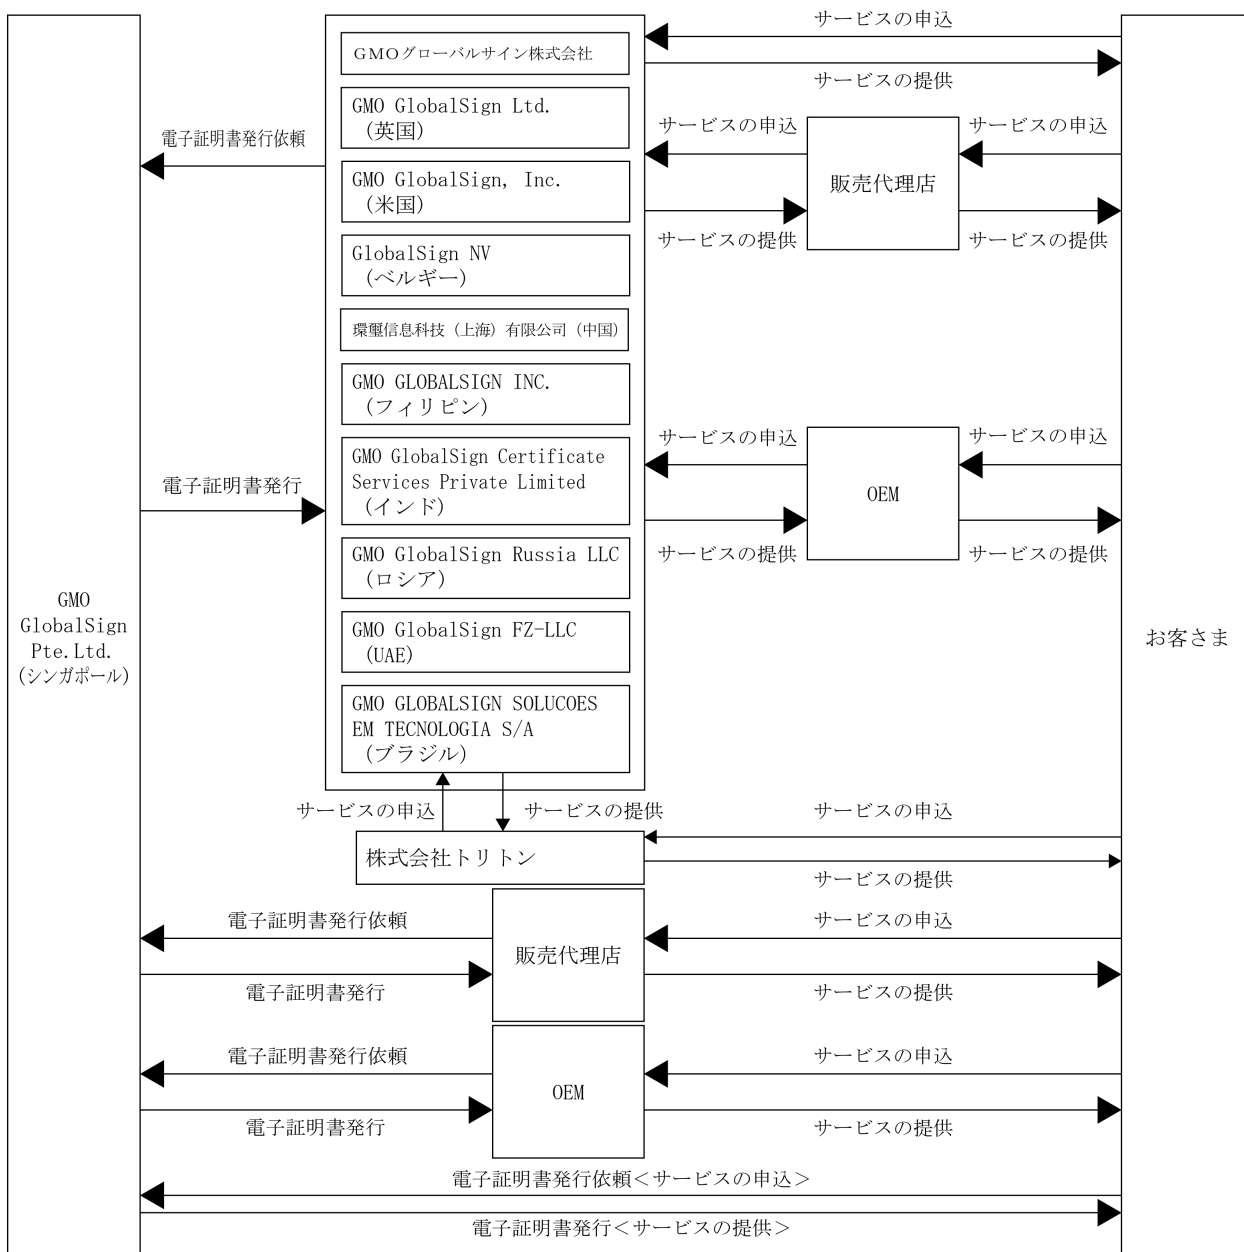 サービスの申込
GMOグローバルサイン株式会社
サービスの提供
GMO GlobalSign Ltd.
（英国）
電子証明書発行依頼
サービスの申込
サービスの申込
GMO GlobalSign, Inc.
（米国）
販売代理店
サービスの提供
サービスの提供
GlobalSign NV
（ベルギー）
環璽信息科技（上海）有限公司（中国）
GMO GLOBALSIGN INC.
（フィリピン）
サービスの申込
サービスの申込
GMO GlobalSign Certificate
Services Private Limited
（インド）
電子証明書発行
OEM
サービスの提供
サービスの提供
GMO GlobalSign Russia LLC
（ロシア）
GMO
GlobalSign
Pte.Ltd.
（シンガポール）
GMO GlobalSign FZ-LLC
（UAE）
お客さま
GMO GLOBALSIGN SOLUCOES
EM TECNOLOGIA S/A
（ブラジル）
サービスの申込
サービスの提供
サービスの申込
株式会社トリトン
サービスの提供
電子証明書発行依頼
サービスの申込
販売代理店
電子証明書発行
サービスの提供
電子証明書発行依頼
サービスの申込
OEM
電子証明書発行
サービスの提供
電子証明書発行依頼＜サービスの申込＞
電子証明書発行＜サービスの提供＞